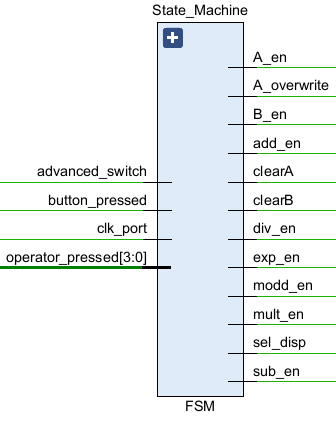 State_Machine
A_en
A_overwrite
B_en
add_en
advanced_switch
clearA
button_pressed
clearB
clk_port
div_en
operator_pressed[3:0]
exp_en
modd_en
mult_en
sel_disp
sub_en
FSM